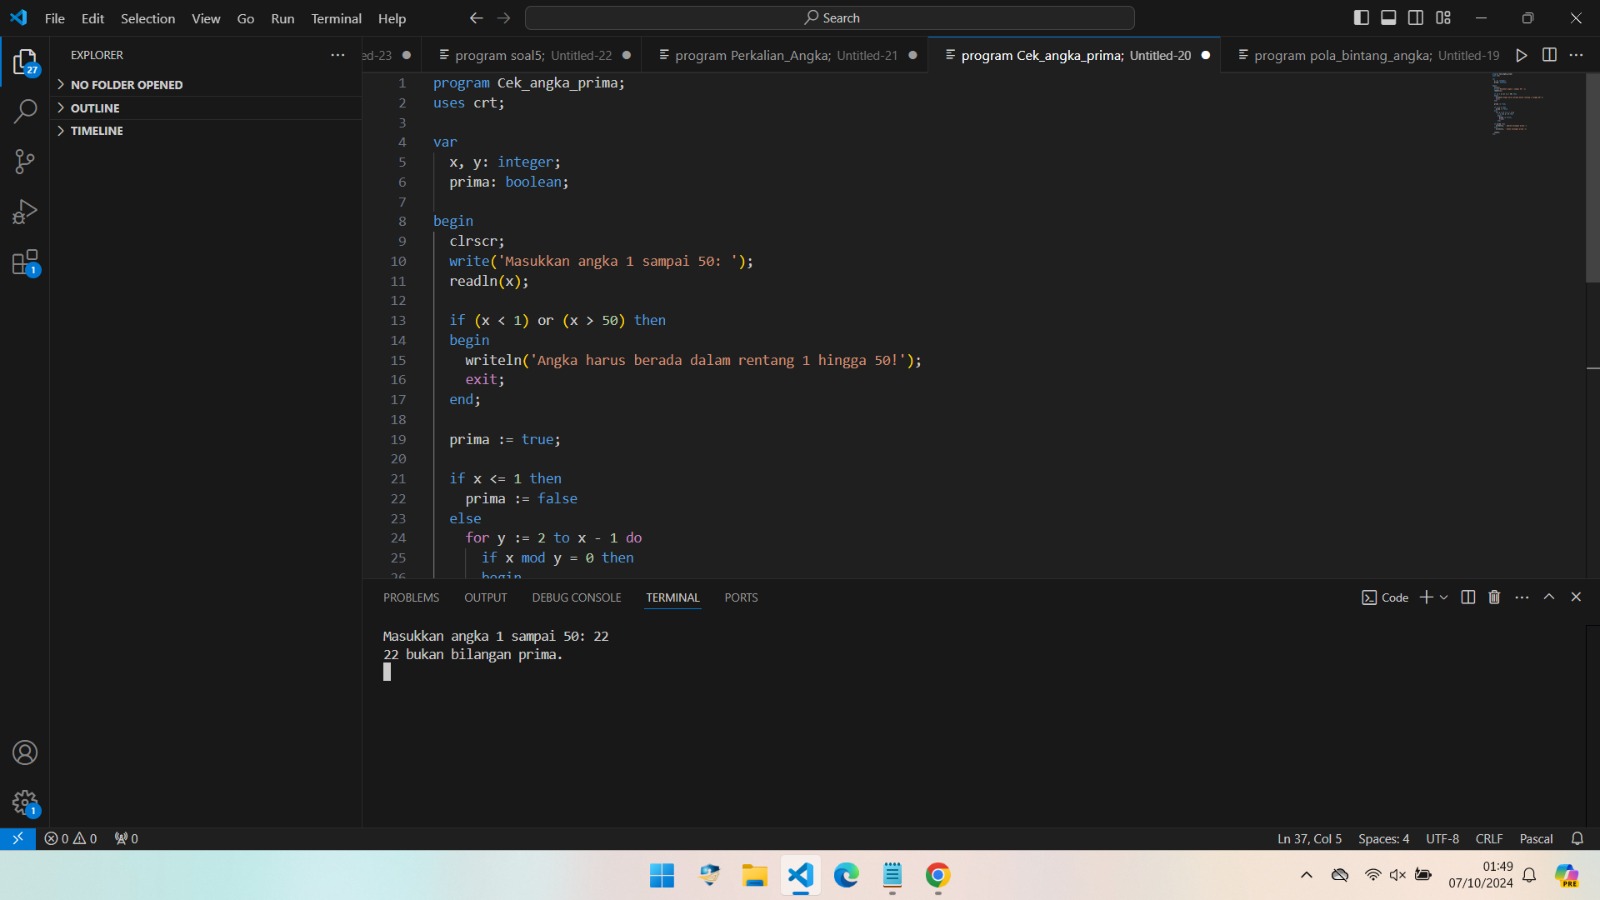 File Edit Selection View Go Run Terminal Help
Search
EXPLORER
27
NO FOLDER OPENED
OUTLINE
TIMELINE
1
1
ed-23
program soal5; Untitled-22
program Perkalian_Angka; Untitled-21
program Cek_angka_prima; Untitled-20
program pola_bintang_angka; Untitled-19
1 program Cek_angka_prima;
2 uses crt;
3
4 var
5 x, y: integer;
6 prima: boolean;
7
8 begin
9 clrscr;
10 write('Masukkan angka 1 sampai 50: ');
11 readln(x);
12
13 if (x < 1) or (x > 50) then
14 begin
15 writeln('Angka harus berada dalam rentang 1 hingga 50!');
16 exit;
17 end;
18
19 prima := true;
20
21 if x <= 1 then
22 prima := false
23 else
24 for y := 2 to x - 1 do
25 if x mod y = 0 then
26 begin
PROBLEMS OUTPUT DEBUG CONSOLE TERMINAL PORTS
Code
Masukkan angka 1 sampai 50: 22
22 bukan bilangan prima.
0 0 0
Ln 37, Col 5 Spaces: 4 UTF-8 CRLF Pascal
01:49
07/10/2024
PRE